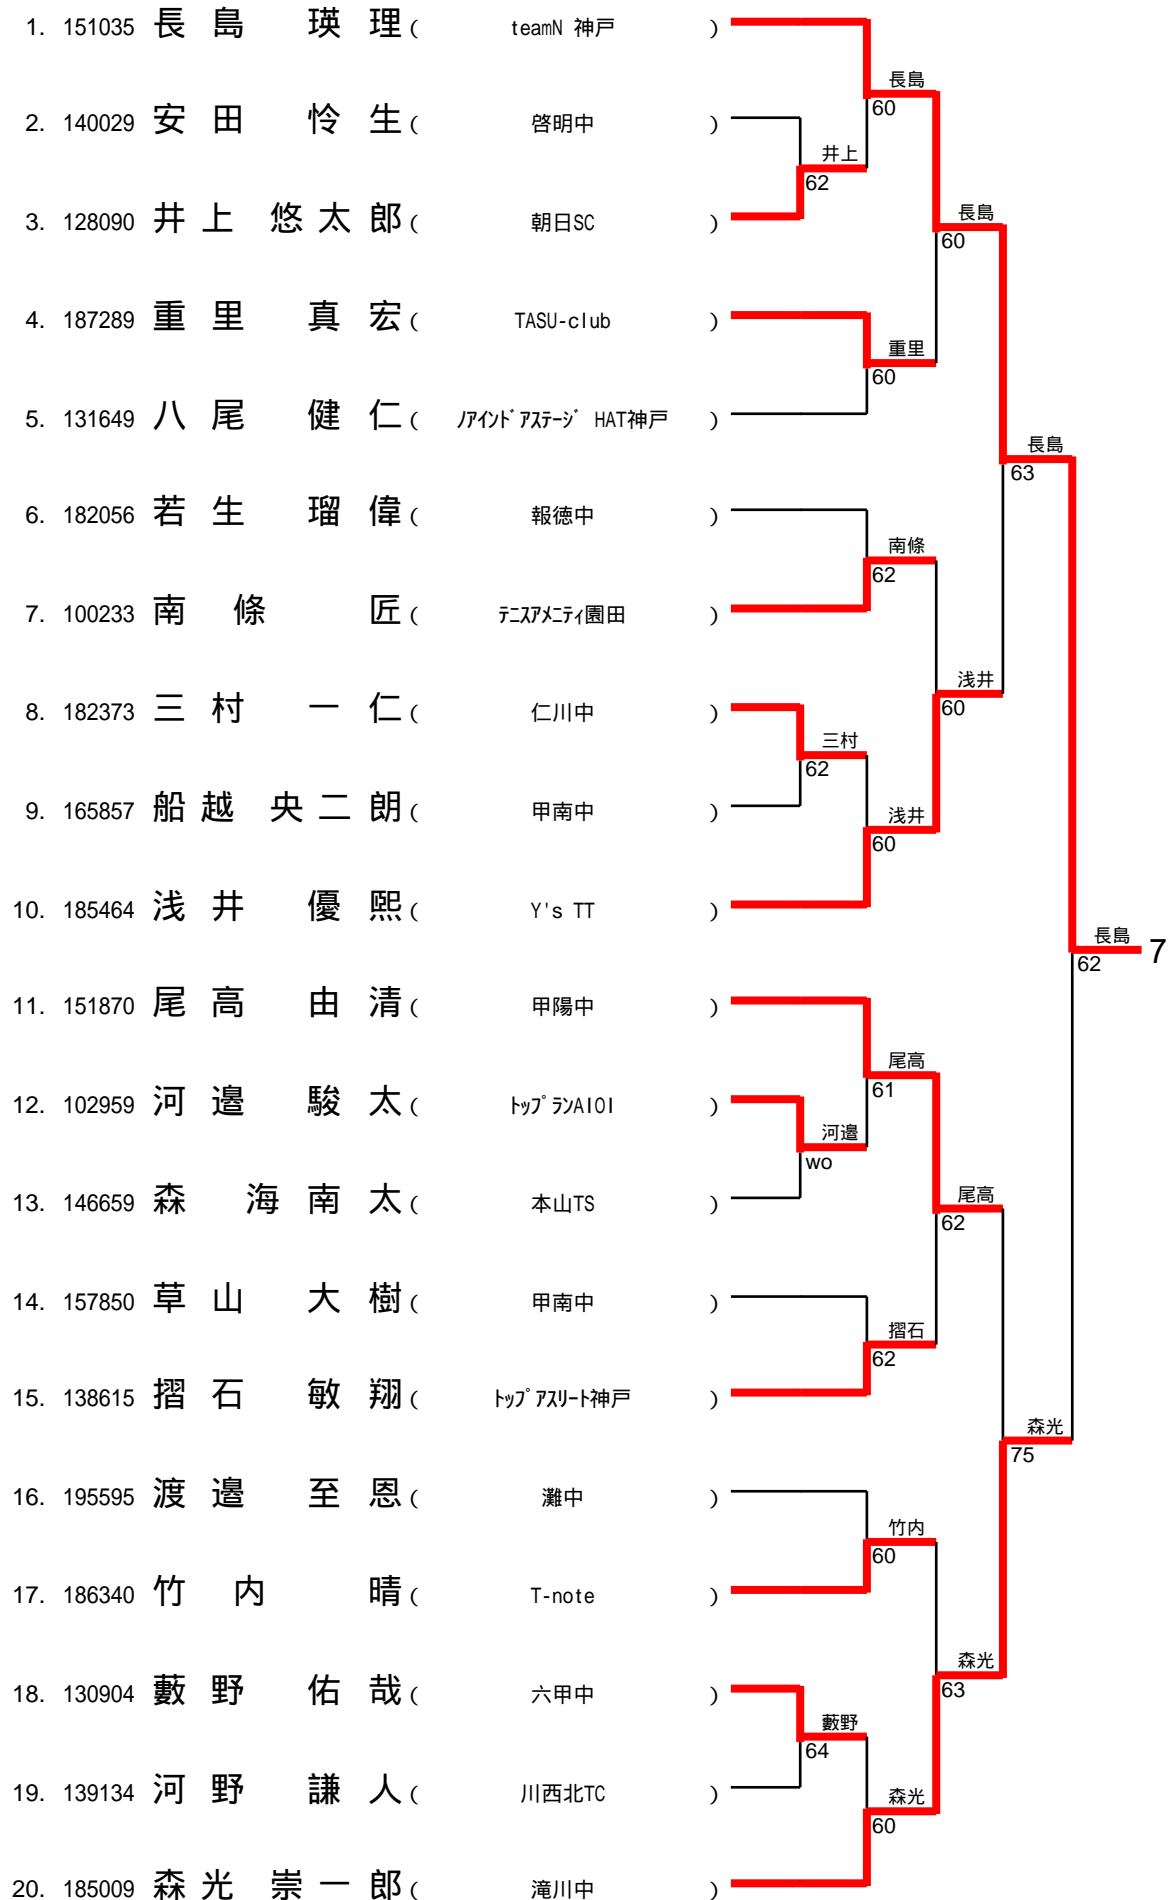 1. 151035 長島 瑛理 ( teamN 神戸 )
長島
60
2. 140029 安田 怜生 ( 啓明中 )
井上
62
3. 128090 井上 悠太郎 ( 朝日SC )
長島
60
4. 187289 重里 真宏 ( TASU-club )
重里
60
5. 131649 八尾 健仁 ( ﾉｱｲﾝﾄﾞｱｽﾃｰｼﾞ HAT神戸 )
長島
63
6. 182056 若生 瑠偉 ( 報徳中 )
南條
62
7. 100233 南條 匠 ( ﾃﾆｽｱﾒﾆﾃｨ園田 )
浅井
60
8. 182373 三村 一仁 ( 仁川中 )
三村
62
9. 165857 船越 央二朗 ( 甲南中 )
浅井
60
10. 185464 浅井 優熙 ( Y's TT )
長島
62
7
11. 151870 尾高 由清 ( 甲陽中 )
尾高
61
12. 102959 河邉 駿太 ( ﾄｯﾌﾟﾗﾝAIOI )
河邉
wo
13. 146659 森 海南太 ( 本山TS )
尾高
62
14. 157850 草山 大樹 ( 甲南中 )
摺石
62
15. 138615 摺石 敏翔 ( ﾄｯﾌﾟｱｽﾘｰﾄ神戸 )
森光
75
16. 195595 渡邉 至恩 ( 灘中 )
竹内
60
17. 186340 竹内 晴 ( T-note )
森光
63
18. 130904 藪野 佑哉 ( 六甲中 )
藪野
64
19. 139134 河野 謙人 ( 川西北TC )
森光
60
20. 185009 森光 崇一郎 ( 滝川中 )